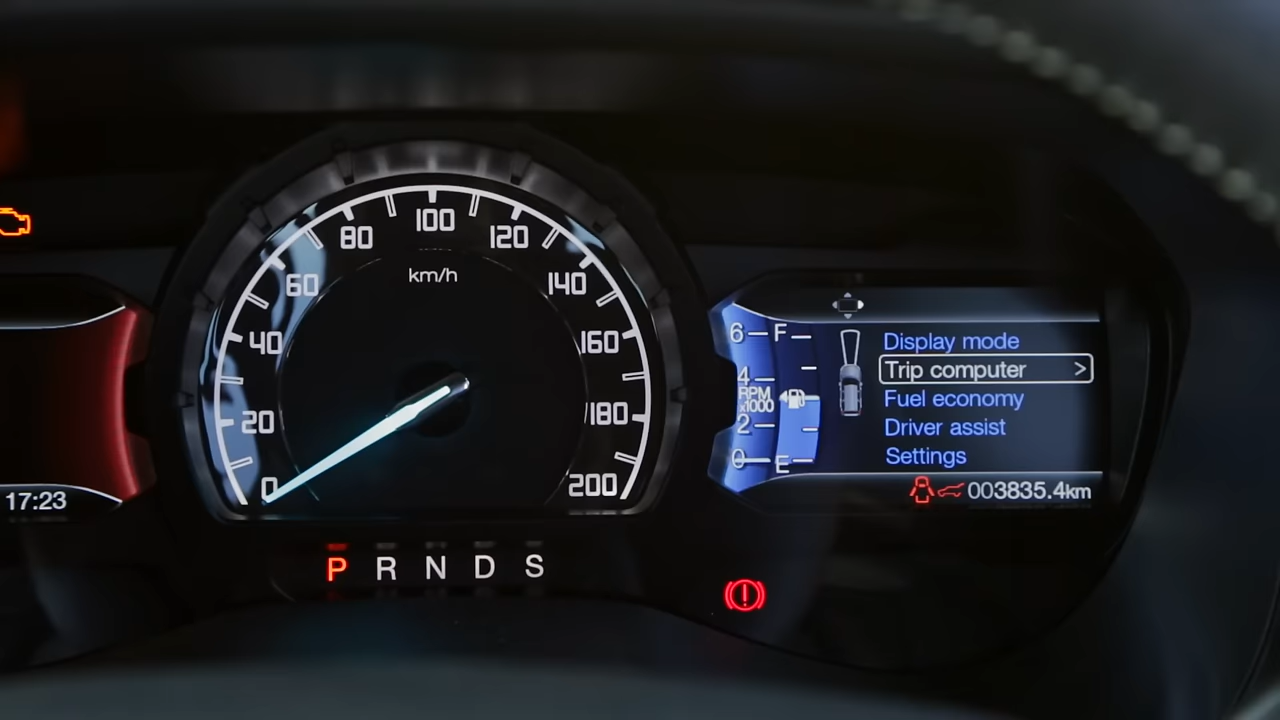 100
80
120
60
km/h
140
40
160
20
180
0
200
6
F
4
RPM
x1000
2
0
E
Display mode
Trip computer >
Fuel economy
Driver assist
Settings
003835.4km
17:23
P R N D S